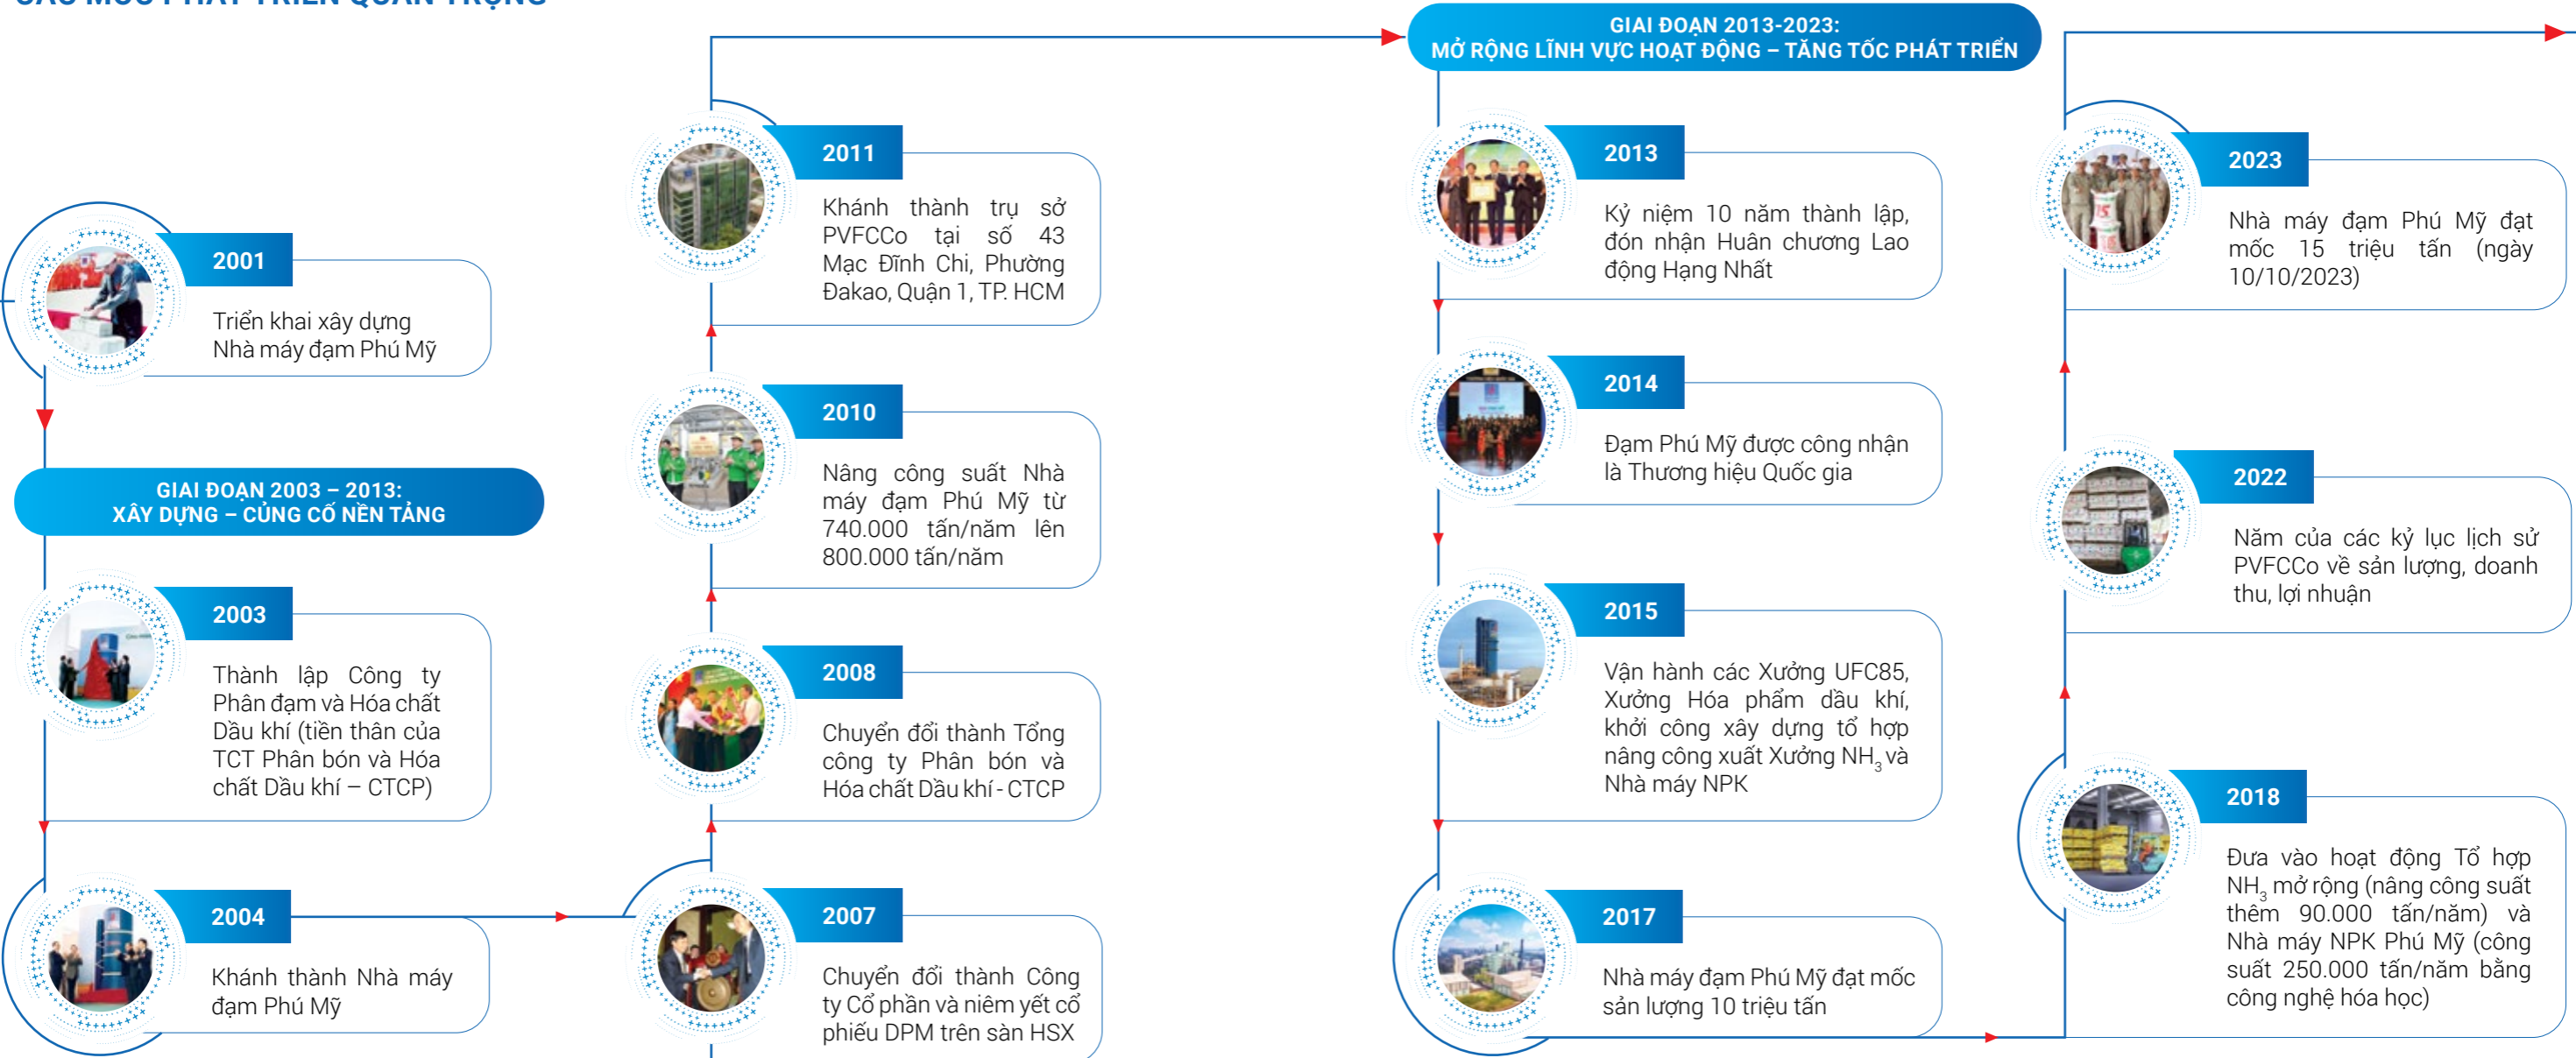 2001
Triển khai xây dựng
Nhà máy đạm Phú Mỹ
GIAI ĐOẠN 2003 – 2013:
XÂY DỰNG – CỦNG CỐ NỀN TẢNG
2003
Thành lập Công ty
Phân đạm và Hóa chất
Dầu khí (tiền thân của
TCT Phân bón và Hóa
chất Dầu khí – CTCP)
2004
Khánh thành Nhà máy
đạm Phú Mỹ
2007
Chuyển đổi thành Công
ty Cổ phần và niêm yết cổ
phiếu DPM trên sàn HSX
2008
Chuyển đổi thành Tổng
công ty Phân bón và
Hóa chất Dầu khí - CTCP
2010
Nâng công suất Nhà
máy đạm Phú Mỹ từ
740.000 tấn/năm lên
800.000 tấn/năm
2011
Khánh thành trụ sở
PVFCCo tại số 43
Mạc Đĩnh Chi, Phường
Đakao, Quận 1, TP. HCM
GIAI ĐOẠN 2013-2023:
MỞ RỘNG LĨNH VỰC HOẠT ĐỘNG – TĂNG TỐC PHÁT TRIỂN
2013
Kỷ niệm 10 năm thành lập,
đón nhận Huân chương Lao
động Hạng Nhất
2014
Đạm Phú Mỹ được công nhận
là Thương hiệu Quốc gia
2015
Vận hành các Xưởng UFC85,
Xưởng Hóa phẩm dầu khí,
khởi công xây dựng tổ hợp
nâng công xuất Xưởng NH₃ và
Nhà máy NPK
2017
Nhà máy đạm Phú Mỹ đạt mốc
sản lượng 10 triệu tấn
2018
Đưa vào hoạt động Tổ hợp
NH₃ mở rộng (nâng công suất
thêm 90.000 tấn/năm) và
Nhà máy NPK Phú Mỹ (công
suất 250.000 tấn/năm bằng
công nghệ hóa học)
2022
Năm của các kỷ lục lịch sử
PVFCCo về sản lượng, doanh
thu, lợi nhuận
2023
Nhà máy đạm Phú Mỹ đạt
mốc 15 triệu tấn (ngày
10/10/2023)